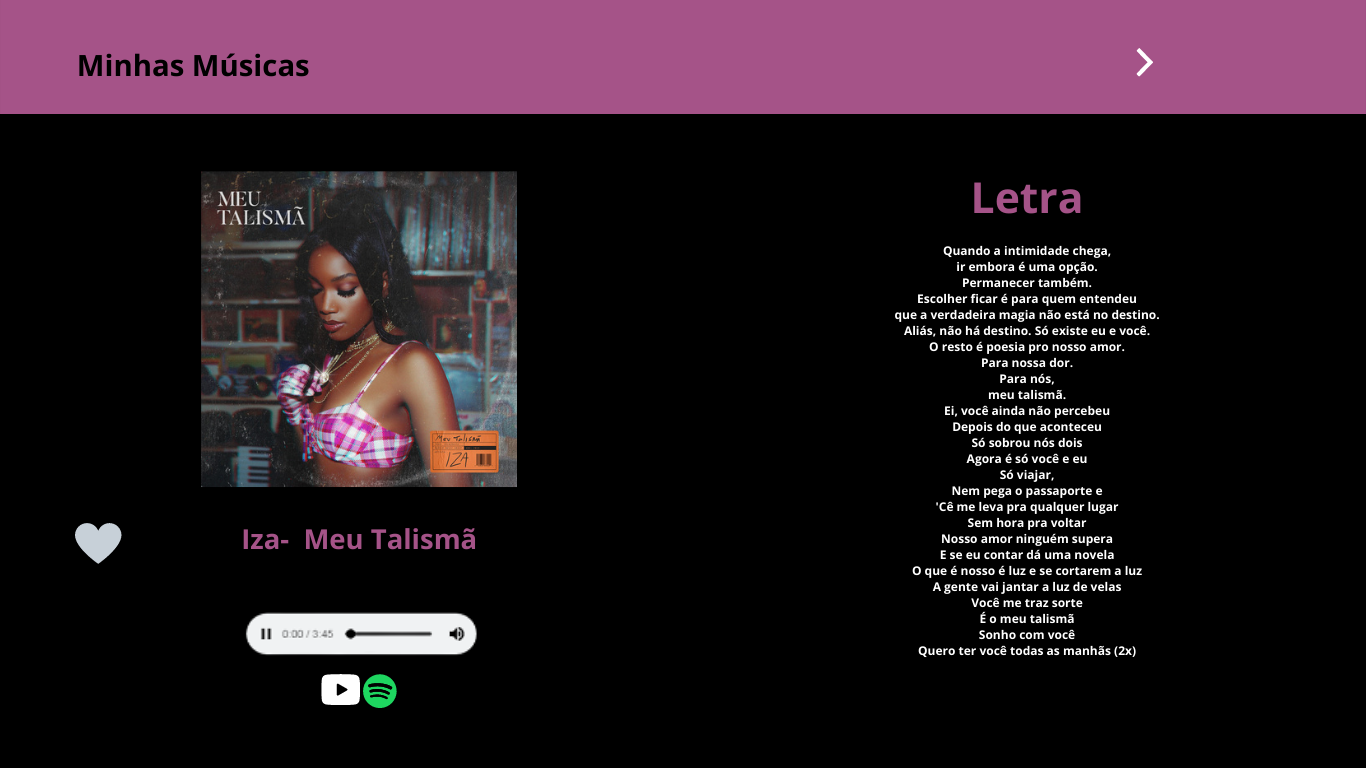 Minhas Músicas
MEU
TALISMÃ
Meu Talismã
IZA
Iza-  Meu Talismã
0:00 / 3:45
Letra
Quando a intimidade chega,
ir embora é uma opção.
Permanecer também.
Escolher ficar é para quem entendeu
que a verdadeira magia não está no destino.
Aliás, não há destino. Só existe eu e você.
O resto é poesia pro nosso amor.
Para nossa dor.
Para nós,
meu talismã.
Ei, você ainda não percebeu
Depois do que aconteceu
Só sobrou nós dois
Agora é só você e eu
Só viajar,
Nem pega o passaporte e
'Cê me leva pra qualquer lugar
Sem hora pra voltar
Nosso amor ninguém supera
E se eu contar dá uma novela
O que é nosso é luz e se cortarem a luz
A gente vai jantar a luz de velas
Você me traz sorte
É o meu talismã
Sonho com você
Quero ter você todas as manhãs (2x)